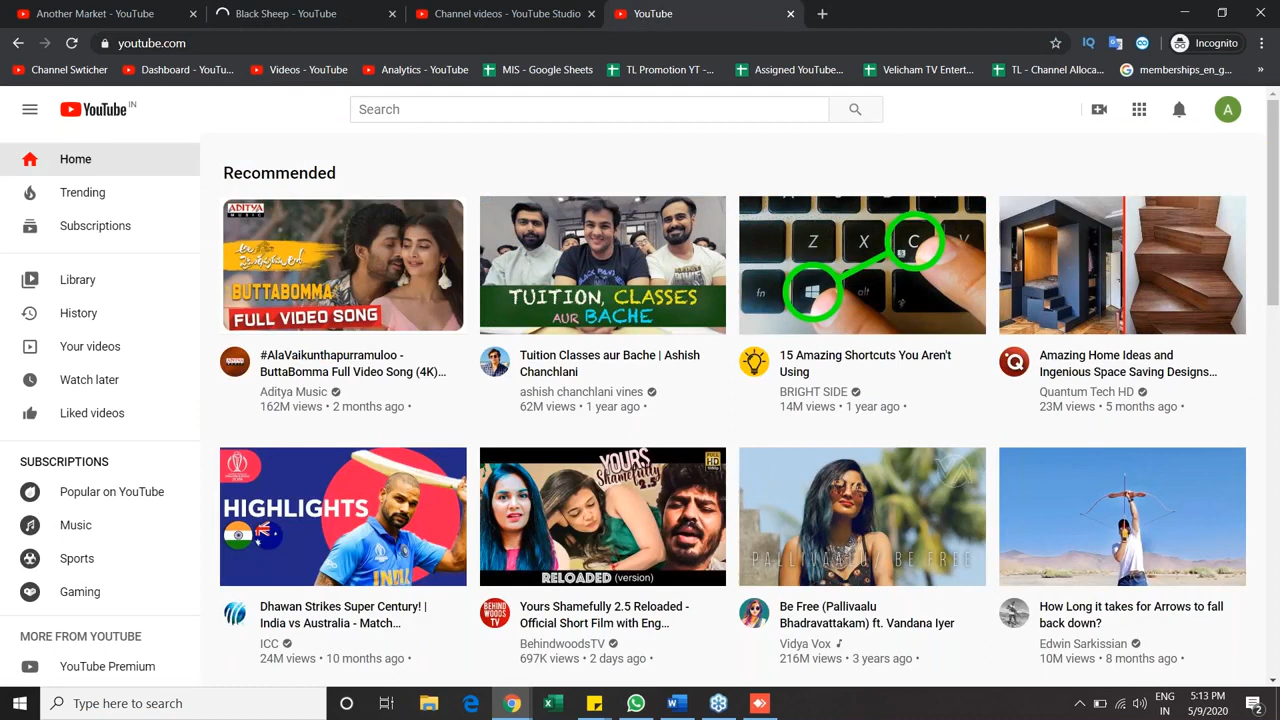 Another Market - YouTube
Black Sheep - YouTube
Channel videos - YouTube Studio
YouTube
youtube.com
Incognito
Channel Swticher
Dashboard - YouTu...
Videos - YouTube
Analytics - YouTube
MIS - Google Sheets
TL Promotion YT -...
Assigned YouTube...
Velicham TV Entert...
TL - Channel Alloca...
memberships_en_g...
YouTube IN
Search
A
Home
Trending
Subscriptions
Library
History
Your videos
Watch later
Liked videos
SUBSCRIPTIONS
Popular on YouTube
Music
Sports
Gaming
MORE FROM YOUTUBE
YouTube Premium
Recommended
ADITYA
MUSIC
BUTTABOMMA
FULL VIDEO SONG
#AlaVaikunthapurramuloo -
ButtaBomma Full Video Song (4K)...
Aditya Music
162M views • 2 months ago •
TUITION, CLASSES
AUR BACHE
Tuition Classes aur Bache | Ashish
Chanchlani
ashish chanchlani vines
62M views • 1 year ago •
Z X C V
fn alt
15 Amazing Shortcuts You Aren't
Using
BRIGHT SIDE
14M views • 1 year ago •
Amazing Home Ideas and
Ingenious Space Saving Designs...
Quantum Tech HD
23M views • 5 months ago •
HIGHLIGHTS
INDIA
Dhawan Strikes Super Century! |
India vs Australia - Match...
ICC
24M views • 10 months ago •
YOURS
Shamefully
2.5
FULL
HD
1080p
RELOADED (version)
BEHIND
WOODS
TV
Yours Shamefully 2.5 Reloaded -
Official Short Film with Eng...
BehindwoodsTV
697K views • 2 days ago •
PALLIVAALU / BE FREE
Be Free (Pallivaalu
Bhadravattakam) ft. Vandana Iyer
Vidya Vox
216M views • 3 years ago •
How Long it takes for Arrows to fall
back down?
Edwin Sarkissian
10M views • 8 months ago •
Type here to search
ENG
IN
5:13 PM
5/9/2020
2